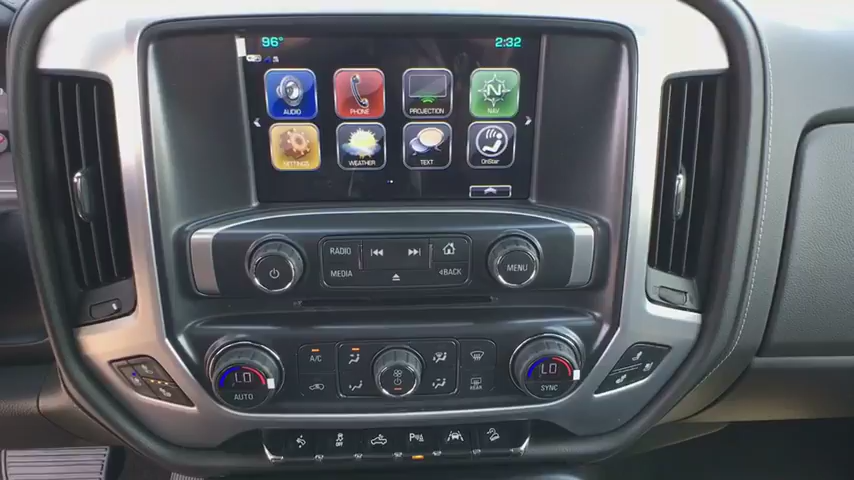 96° 2:32
AUDIO PHONE PROJECTION N NAV
SETTINGS WEATHER TEXT OnStar
RADIO
MEDIA BACK MENU
A/C
LO LO
AUTO REAR SYNC
OFF P